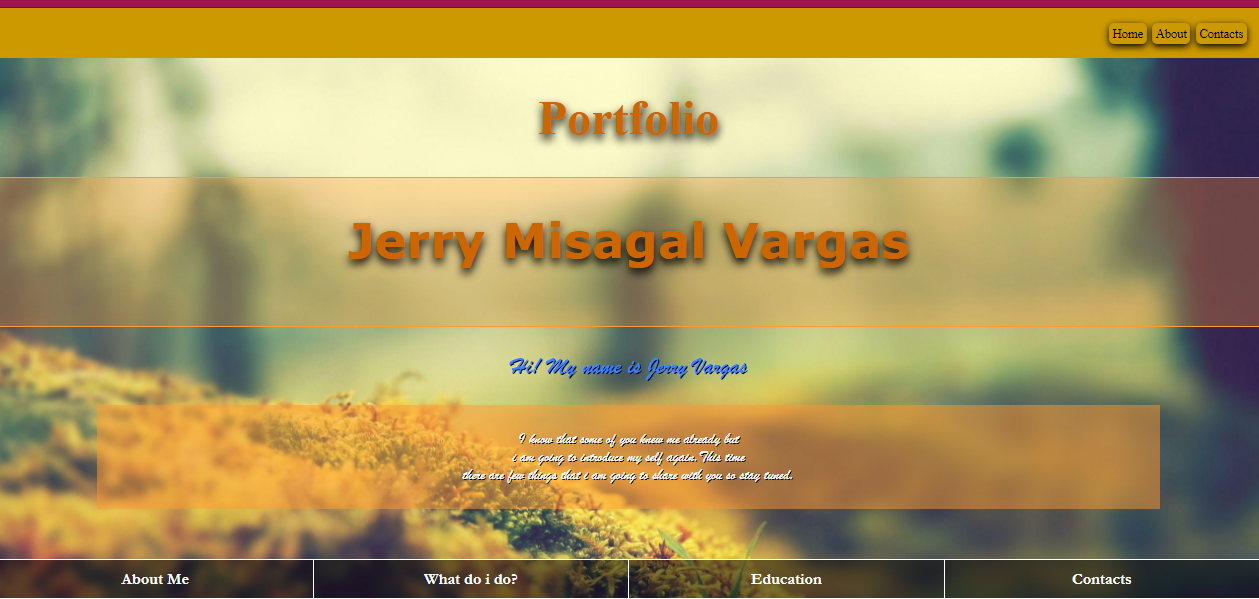 Home About Contacts
Portfolio
Jerry Misagal Vargas
Hi! My name is Jerry Vargas
I know that some of you knew me already but
i am going to introduce my self again. This time
there are few things that i am going to share with you so stay tuned.
About Me What do i do? Education Contacts